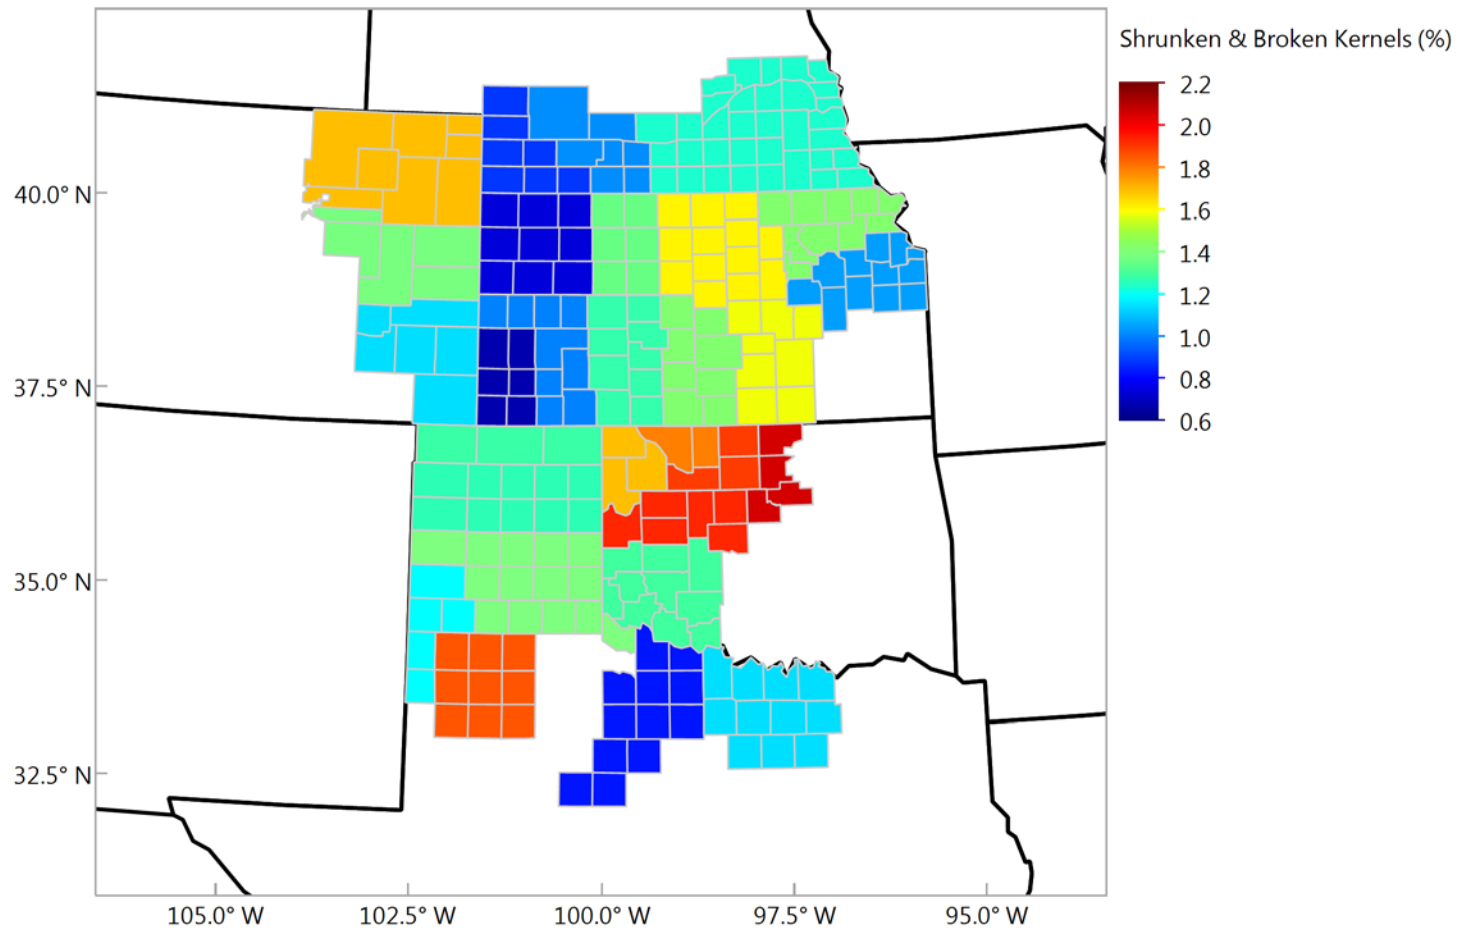 Shrunken & Broken Kernels (%)
2.2
2.0
1.8
1.6
1.4
1.2
1.0
0.8
0.6
40.0° N
37.5° N
35.0° N
32.5° N
105.0° W
102.5° W
100.0° W
97.5° W
95.0° W